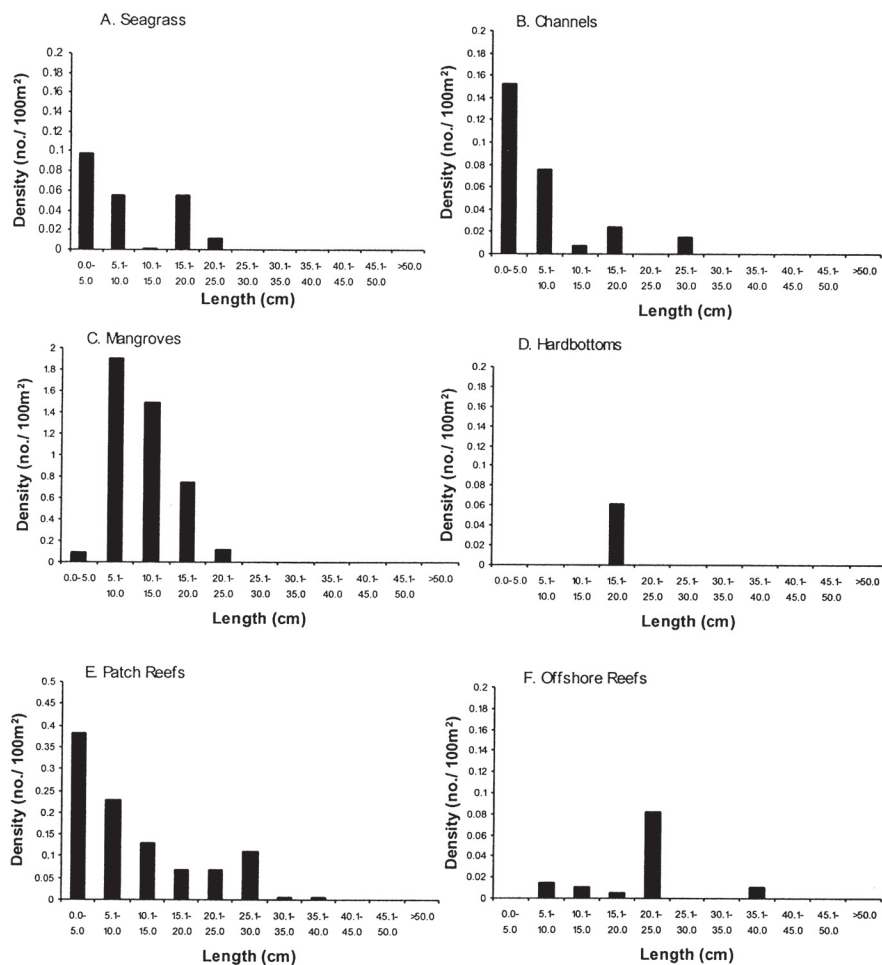 A. Seagrass
Density (no./ 100m²)
0.2
0.18
0.16
0.14
0.12
0.1
0.08
0.06
0.04
0.02
0
0.0- 5.1- 10.1- 15.1- 20.1- 25.1- 30.1- 35.1- 40.1- 45.1- >50.0
5.0 10.0 15.0 20.0 25.0 30.0 35.0 40.0 45.0 50.0
Length (cm)
B. Channels
Density (no./ 100m²)
0.2
0.18
0.16
0.14
0.12
0.1
0.08
0.06
0.04
0.02
0
0.0-5.0 5.1- 10.1- 15.1- 20.1- 25.1- 30.1- 35.1- 40.1- 45.1- >50.0
10.0 15.0 20.0 25.0 30.0 35.0 40.0 45.0 50.0
Length (cm)
C. Mangroves
Density (no./ 100m²)
2
1.8
1.6
1.4
1.2
1
0.8
0.6
0.4
0.2
0
0.0-5.0 5.1- 10.1- 15.1- 20.1- 25.1- 30.1- 35.1- 40.1- 45.1- >50.0
10.0 15.0 20.0 25.0 30.0 35.0 40.0 45.0 50.0
Length (cm)
D. Hardbottoms
Density (no./ 100m²)
0.2
0.18
0.16
0.14
0.12
0.1
0.08
0.06
0.04
0.02
0
0.0-5.0 5.1- 10.1- 15.1- 20.1- 25.1- 30.1- 35.1- 40.1- 45.1- >50.0
10.0 15.0 20.0 25.0 30.0 35.0 40.0 45.0 50.0
Length (cm)
E. Patch Reefs
Density (no./ 100m²)
0.5
0.45
0.4
0.35
0.3
0.25
0.2
0.15
0.1
0.05
0
0.0- 5.1- 10.1- 15.1- 20.1- 25.1- 30.1- 35.1- 40.1- 45.1- >50.0
5.0 10.0 15.0 20.0 25.0 30.0 35.0 40.0 45.0 50.0
Length (cm)
F. Offshore Reefs
Density (no./ 100m²)
0.2
0.18
0.16
0.14
0.12
0.1
0.08
0.06
0.04
0.02
0
0.0- 5.1- 10.1- 15.1- 20.1- 25.1- 30.1- 35.1- 40.1- 45.1- >50.0
5.0 10.0 15.0 20.0 25.0 30.0 35.0 40.0 45.0 50.0
Length (cm)